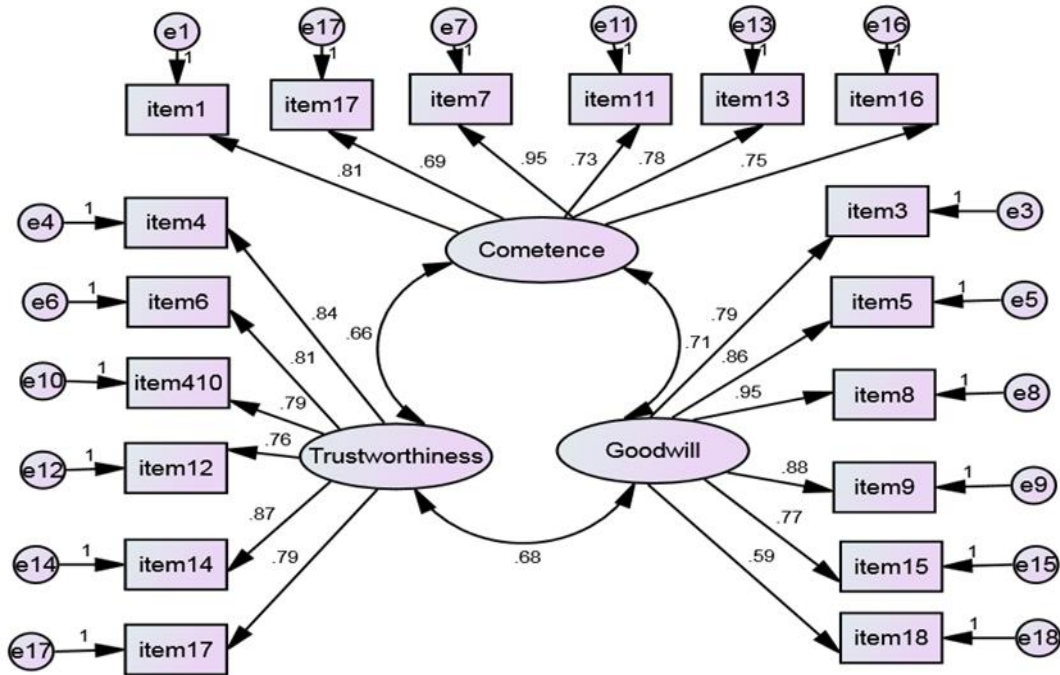 e1 e17 e7 e11 e13 e16
1 1 1 1 1 1
item1 item17 item7 item11 item13 item16
.81 .69 .95 .73 .78 .75
Cometence
e4 1 item4
e6 1 item6
e10 1 item410
e12 1 item12
e14 1 item14
e17 1 item17
.84
.81
.79
.76
.87
.79
Trustworthiness
.66
.71
.68
Goodwill
.79
.86
.95
.88
.77
.59
item3 1 e3
item5 1 e5
item8 1 e8
item9 1 e9
item15 1 e15
item18 1 e18